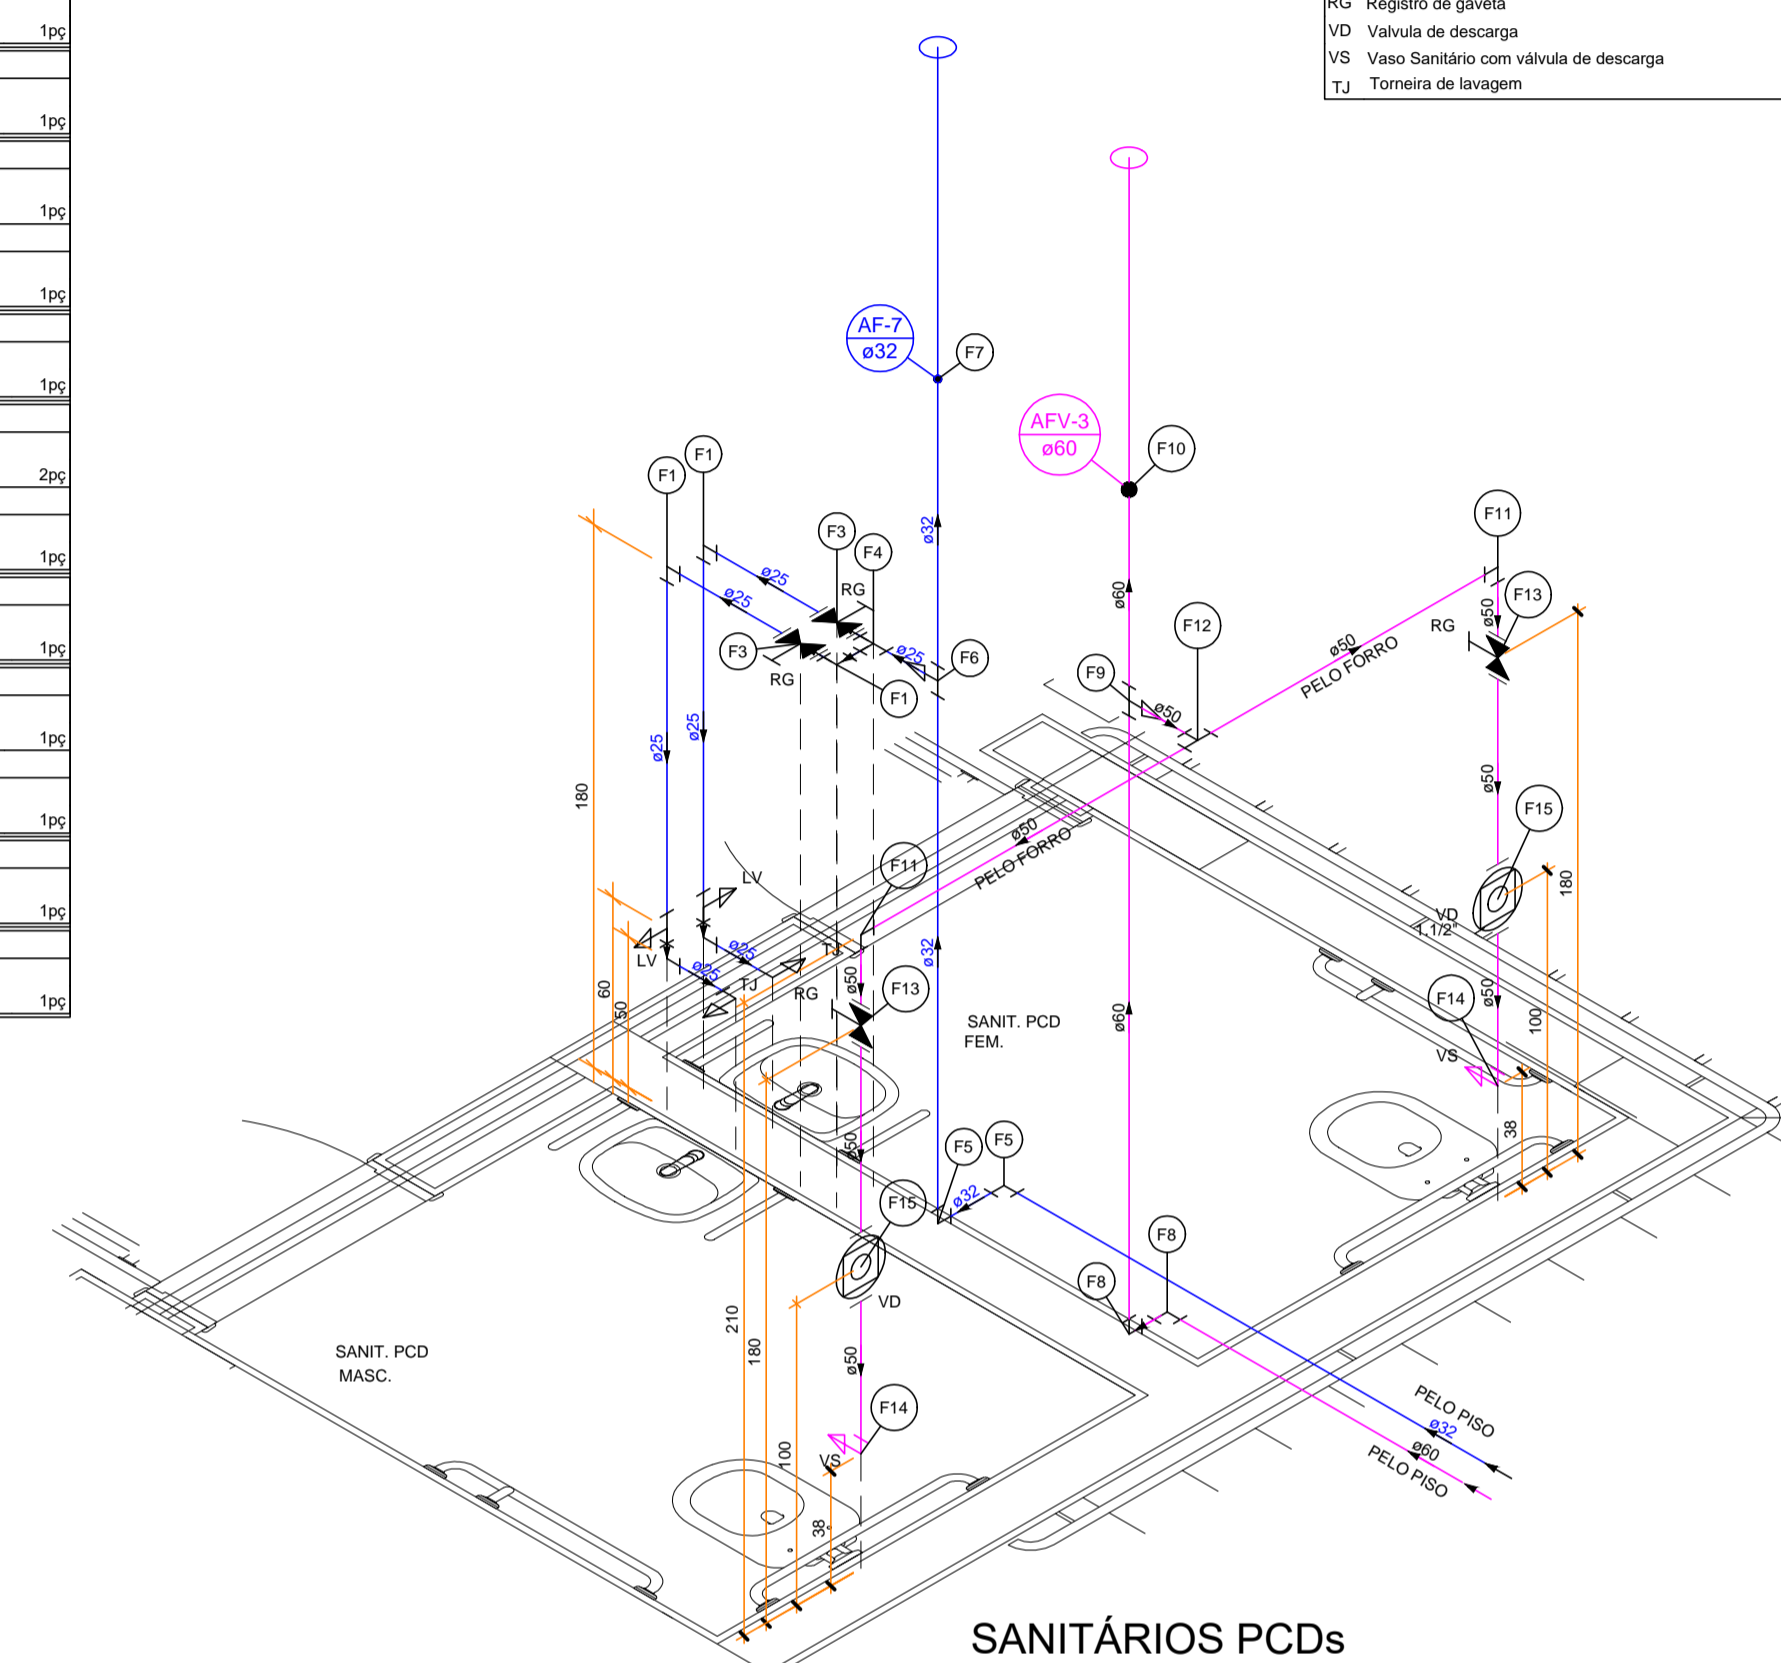 1pç
1pç
1pç
1pç
1pç
2pç
1pç
1pç
1pç
1pç
1pç
1pç
RG Registro de gaveta
VD Valvula de descarga
VS Vaso Sanitário com válvula de descarga
TJ Torneira de lavagem
AF-7
ø32
F7
AFV-3
ø60
F10
F1
F1
F3
F4
RG
ø25
ø25
F3
RG
ø25
F6
F1
ø32
ø60
F9
F12
ø50
F11
F13
RG
ø50
ø50
PELO FORRO
ø25
ø25
180
ø50
PELO FORRO
F11
ø50
F15
180
VD
1.1/2"
LV
LV
ø25
ø25
TJ
TJ
RG
60
50
ø50
F13
ø32
SANIT. PCD
FEM.
ø60
F14
ø50
100
VS
38
ø50
F5
F5
ø32
F15
F8
F8
VD
210
180
SANIT. PCD
MASC.
ø50
F14
100
VS
38
PELO PISO
ø32
ø60
PELO PISO
SANITÁRIOS PCDs